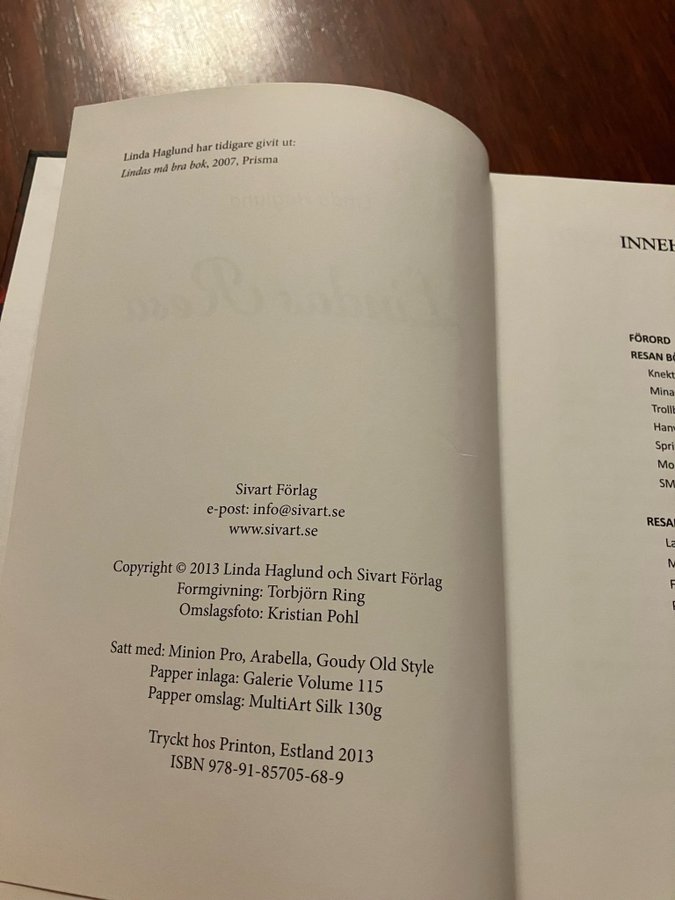 Linda Haglund har tidigare givit ut:
Lindas må bra bok, 2007, Prisma
Sivart Förlag
e-post: info@sivart.se
www.sivart.se
Copyright © 2013 Linda Haglund och Sivart Förlag
Formgivning: Torbjörn Ring
Omslagsfoto: Kristian Pohl
Satt med: Minion Pro, Arabella, Goudy Old Style
Papper inlaga: Galerie Volume 115
Papper omslag: MultiArt Silk 130g
Tryckt hos Printon, Estland 2013
ISBN 978-91-85705-68-9
FÖRORD
RESAN
Mina